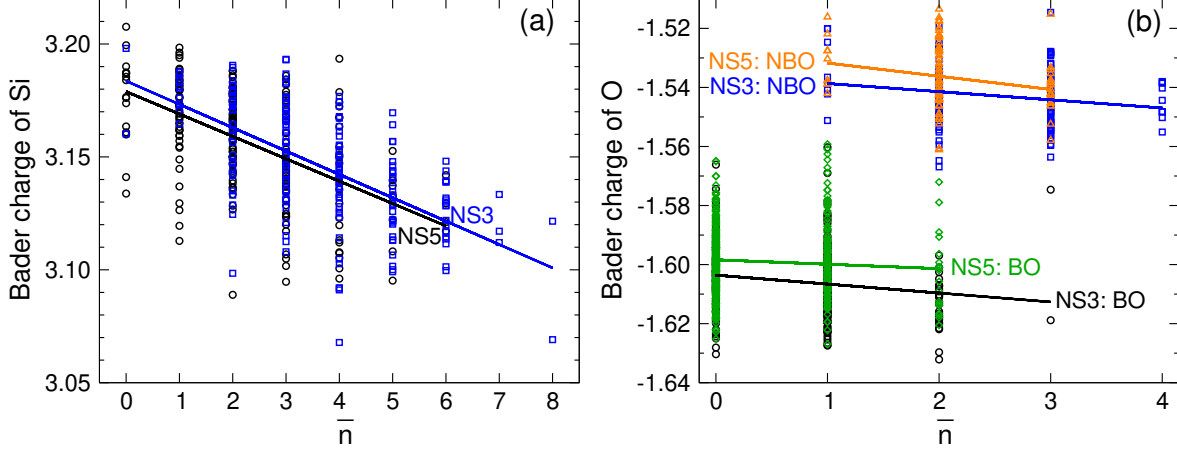 (a)
3.20
3.15
3.10
3.05
Bader charge of Si
NS3
NS5
0 1 2 3 4 5 6 7 8
n̅
(b)
-1.52
-1.54
-1.56
-1.58
-1.60
-1.62
-1.64
Bader charge of O
NS5: NBO
NS3: NBO
NS5: BO
NS3: BO
0 1 2 3 4
n̅